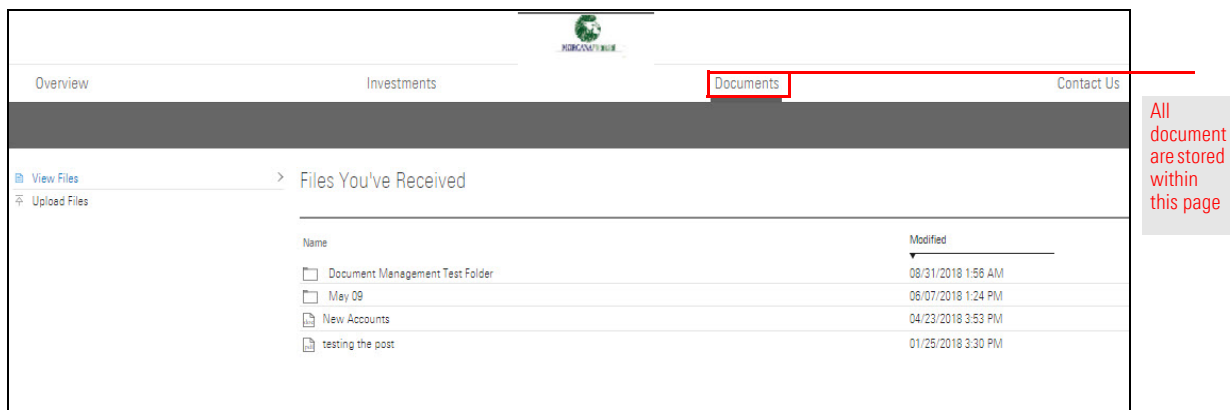 Overview Investments Documents Contact Us
All
document
are stored
within
this page
View Files
Upload Files
Files You've Received
Name Modified
Document Management Test Folder 08/31/2018 1:56 AM
May 09 06/07/2018 1:24 PM
New Accounts 04/23/2018 3:53 PM
testing the post 01/25/2018 3:30 PM